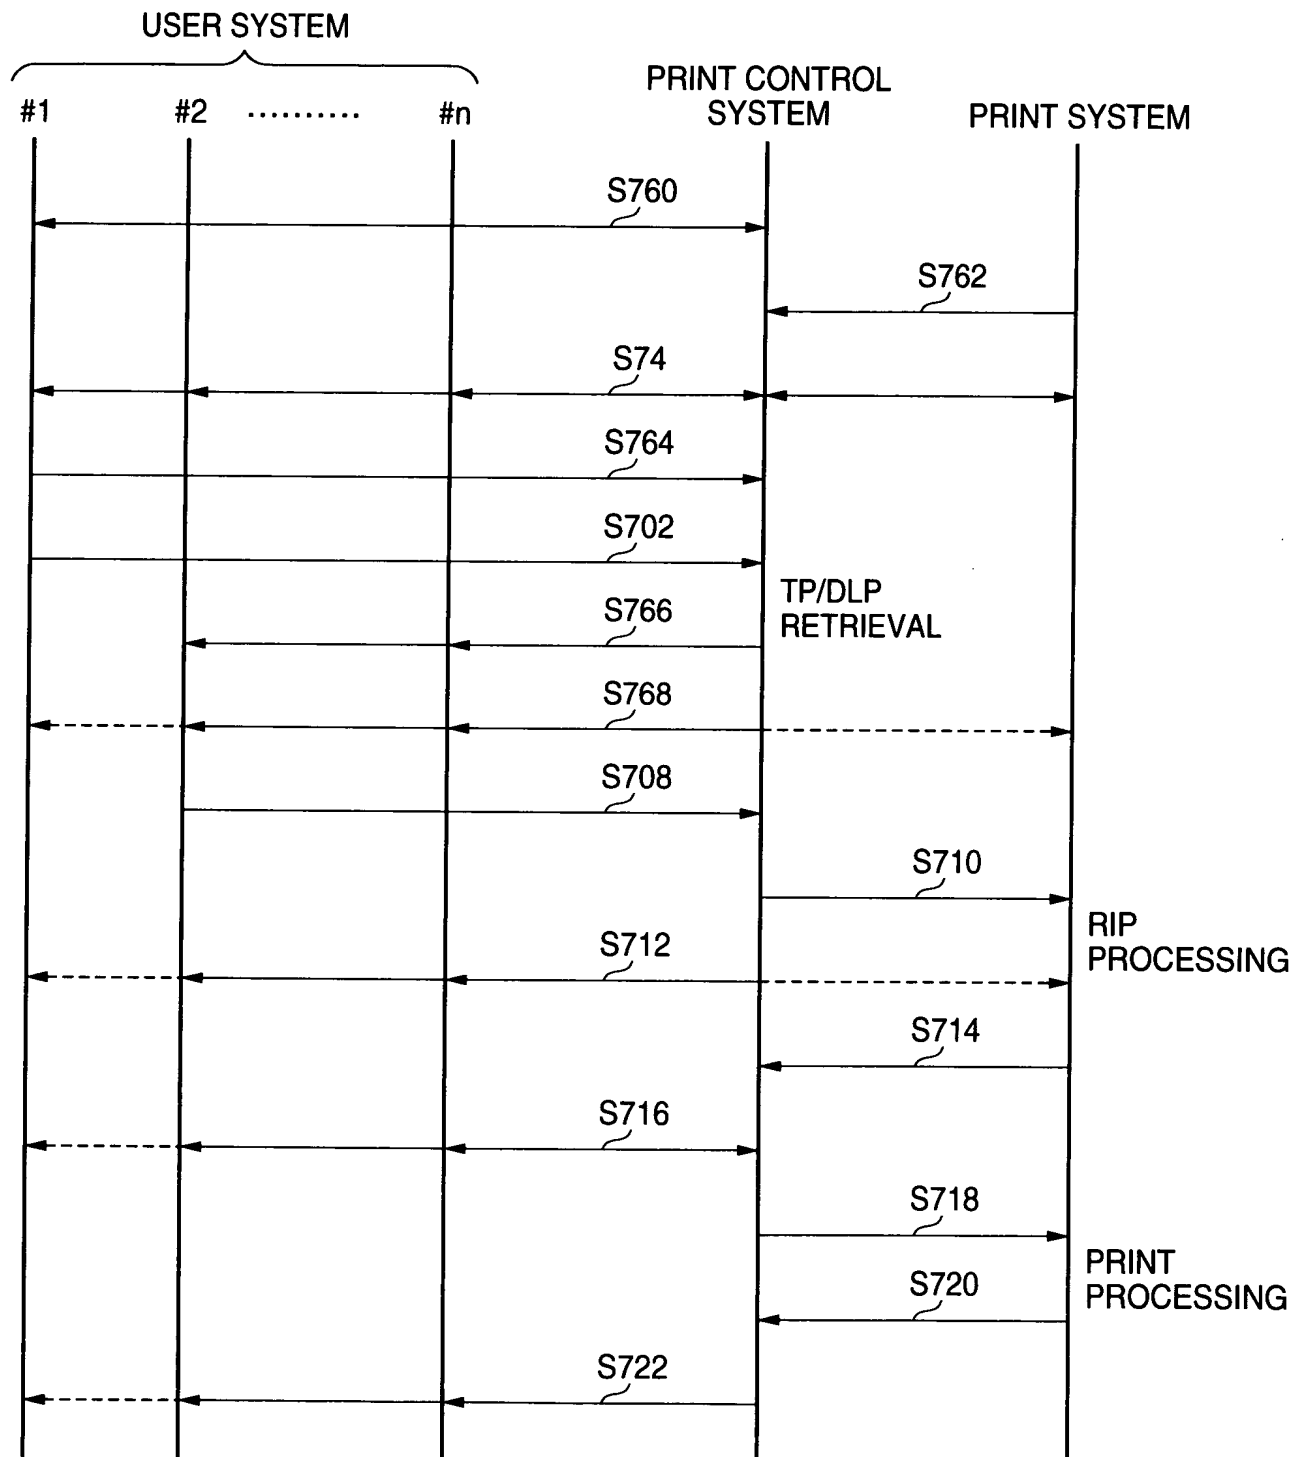 USER SYSTEM
#1
#2
..........
#n
PRINT CONTROL
SYSTEM
PRINT SYSTEM
S760
S762
S74
S764
S702
TP/DLP
RETRIEVAL
S766
S768
S708
S710
RIP
PROCESSING
S712
S714
S716
S718
PRINT
PROCESSING
S720
S722